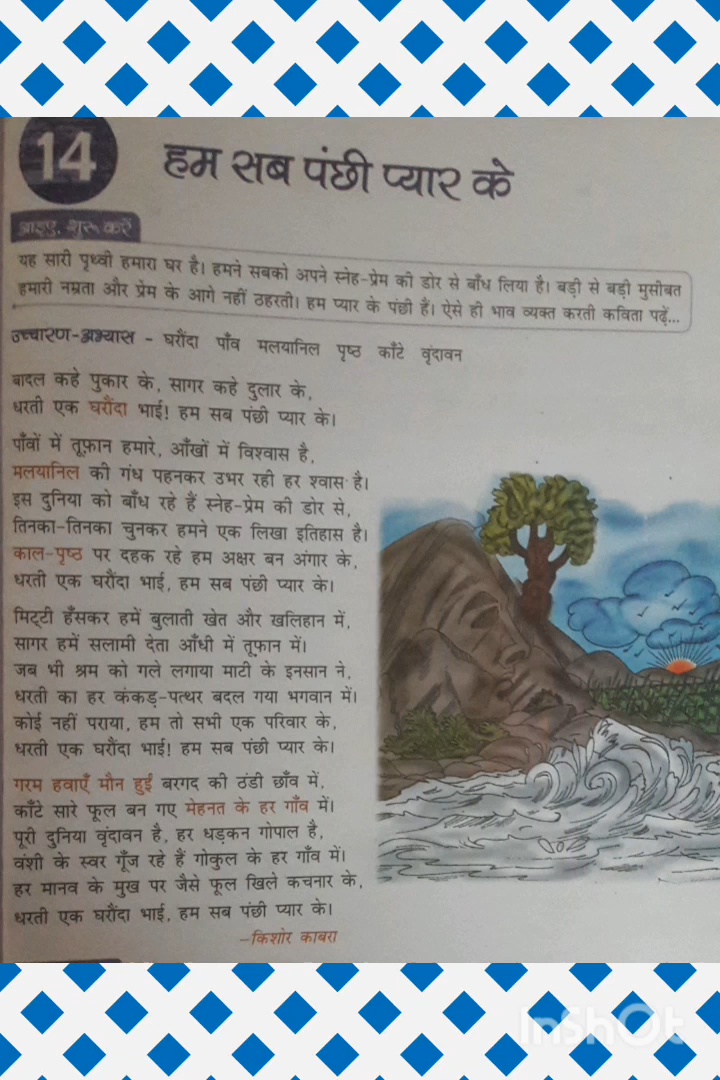 14
हम सब पंछी प्यार के
आइए, शुरू करें
यह सारी पृथ्वी हमारा घर है। हमने सबको अपने स्नेह-प्रेम की डोर से बाँध लिया है। बड़ी से बड़ी मुसीबत
हमारी नम्रता और प्रेम के आगे नहीं ठहरती। हम प्यार के पंछी हैं। ऐसे ही भाव व्यक्त करती कविता पढ़ें...
उच्चारण-अभ्यास - घरौंदा पाँव मलयानिल पृष्ठ काँटे वृंदावन
बादल कहे पुकार के, सागर कहे दुलार के,
धरती एक घरौंदा भाई! हम सब पंछी प्यार के।
पाँवों में तूफ़ान हमारे, आँखों में विश्वास है,
मलयानिल की गंध पहनकर उभर रही हर श्वास है।
इस दुनिया को बाँध रहे हैं स्नेह-प्रेम की डोर से,
तिनका-तिनका चुनकर हमने एक लिखा इतिहास है।
काल-पृष्ठ पर दहक रहे हम अक्षर बन अंगार के,
धरती एक घरौंदा भाई, हम सब पंछी प्यार के।
मिट्टी हँसकर हमें बुलाती खेत और खलिहान में,
सागर हमें सलामी देता आँधी में तूफ़ान में।
जब भी श्रम को गले लगाया माटी के इनसान ने,
धरती का हर कंकड़-पत्थर बदल गया भगवान में।
कोई नहीं पराया, हम तो सभी एक परिवार के,
धरती एक घरौंदा भाई! हम सब पंछी प्यार के।
गरम हवाएँ मौन हुईं बरगद की ठंडी छाँव में,
काँटे सारे फूल बन गए मेहनत के हर गाँव में।
पूरी दुनिया वृंदावन है, हर धड़कन गोपाल है,
वंशी के स्वर गूँज रहे हैं गोकुल के हर गाँव में।
हर मानव के मुख पर जैसे फूल खिले कचनार के,
धरती एक घरौंदा भाई, हम सब पंछी प्यार के।
-किशोर काबरा
InShOt